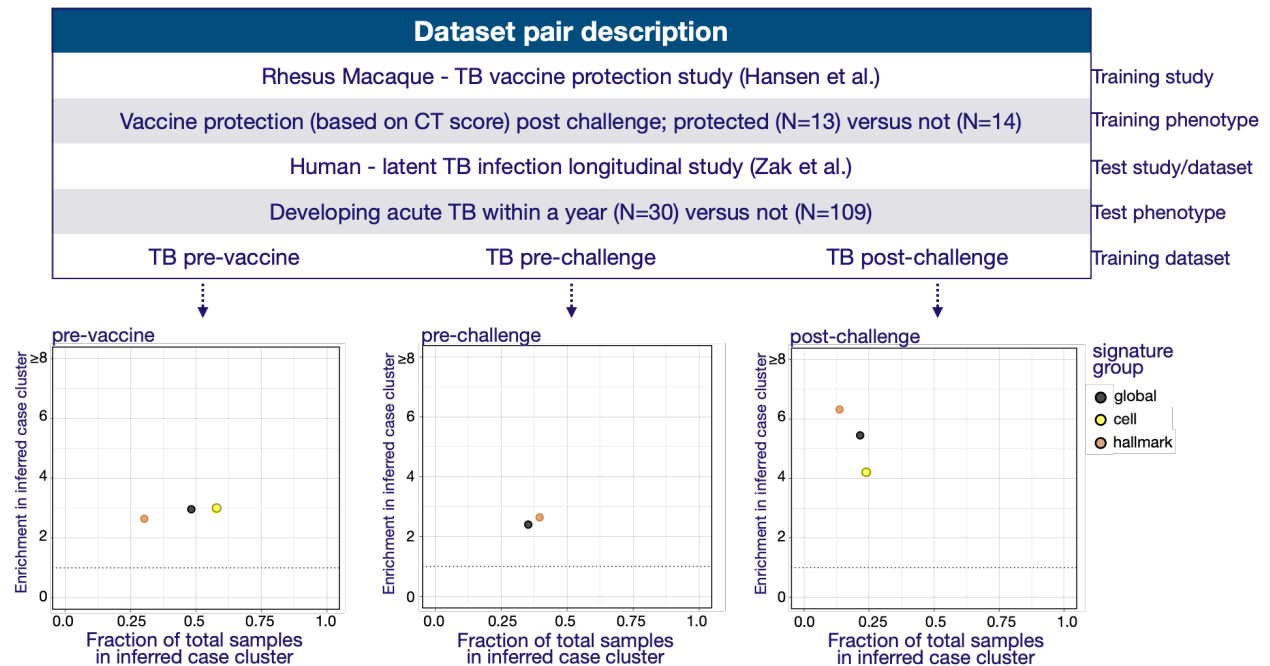 Dataset pair description
Rhesus Macaque - TB vaccine protection study (Hansen et al.)
Training study
Vaccine protection (based on CT score) post challenge; protected (N=13) versus not (N=14)
Training phenotype
Human - latent TB infection longitudinal study (Zak et al.)
Test study/dataset
Developing acute TB within a year (N=30) versus not (N=109)
Test phenotype
TB pre-vaccine
TB pre-challenge
TB post-challenge
Training dataset
pre-vaccine
Enrichment in inferred case cluster
≥8
6
4
2
0
0.0
0.25
0.5
0.75
1.0
Fraction of total samples
in inferred case cluster
pre-challenge
Enrichment in inferred case cluster
≥8
6
4
2
0
0.0
0.25
0.5
0.75
1.0
Fraction of total samples
in inferred case cluster
post-challenge
Enrichment in inferred case cluster
≥8
6
4
2
0
0.0
0.25
0.5
0.75
1.0
Fraction of total samples
in inferred case cluster
signature
group
global
cell
hallmark